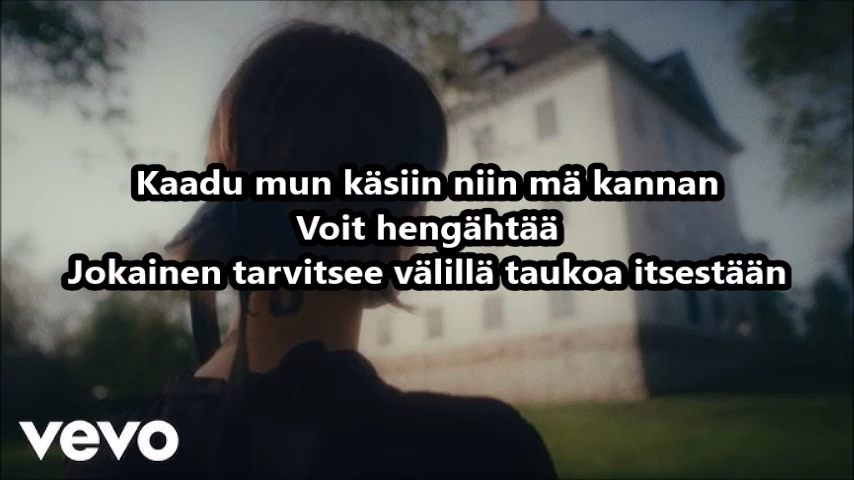 Kaadu mun käsiin niin mä kannan
Voit hengähtää
Jokainen tarvitsee välillä taukoa itsestään
vevo